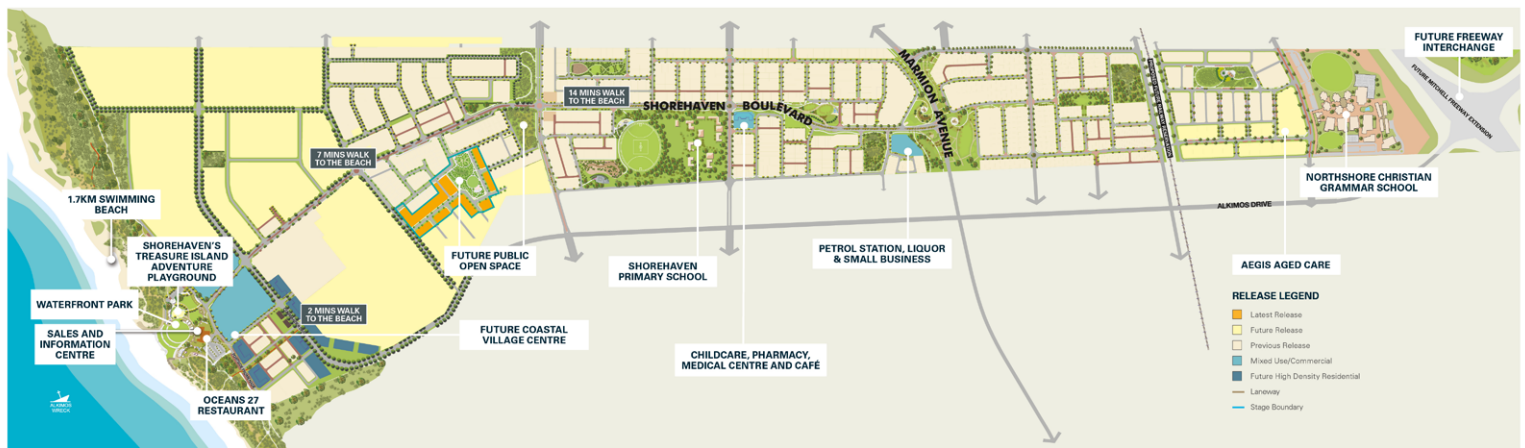 FUTURE FREEWAY
INTERCHANGE
FUTURE MITCHELL FREEWAY EXTENSION
MARMION AVENUE
14 MINS WALK
TO THE BEACH
SHOREHAVEN BOULEVARD
7 MINS WALK
TO THE BEACH
NORTHSHORE CHRISTIAN
GRAMMAR SCHOOL
1.7KM SWIMMING
BEACH
ALKIMOS DRIVE
SHOREHAVEN'S
TREASURE ISLAND
ADVENTURE
PLAYGROUND
FUTURE PUBLIC
OPEN SPACE
SHOREHAVEN
PRIMARY SCHOOL
PETROL STATION, LIQUOR
& SMALL BUSINESS
AEGIS AGED CARE
WATERFRONT PARK
2 MINS WALK
TO THE BEACH
SALES AND
INFORMATION
CENTRE
FUTURE COASTAL
VILLAGE CENTRE
CHILDCARE, PHARMACY,
MEDICAL CENTRE AND CAFÉ
OCEANS 27
RESTAURANT
ALKIMOS
WRECK
RELEASE LEGEND
Latest Release
Future Release
Previous Release
Mixed Use/Commercial
Future High Density Residential
Laneway
Stage Boundary